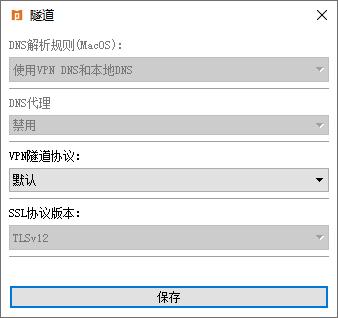 隧道
DNS解析规则(MacOS):
使用VPN DNS和本地DNS
DNS代理
禁用
VPN隧道协议:
默认
SSL协议版本:
TLSv12
保存